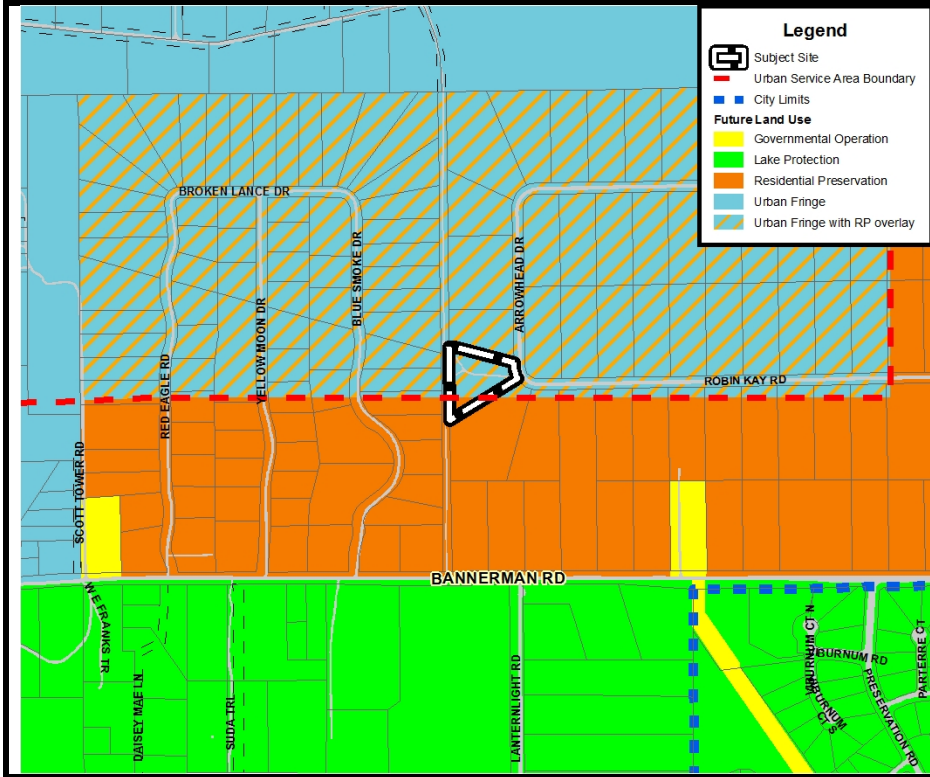 Legend
Subject Site
Urban Service Area Boundary
City Limits
Future Land Use
Governmental Operation
Lake Protection
Residential Preservation
Urban Fringe
Urban Fringe with RP overlay
BROKEN LANCE DR
BLUE SMOKE DR
ARROWHEAD DR
YELLOW MOON DR
RED EAGLE RD
ROBIN KAY RD
SCOTT TOWER RD
BANNERMAN RD
W E FRANKS TR
DAISEY MAE LN
SUDA TRL
LANTERNLIGHT RD
VIBURNUM CT N
VIBURNUM RD
VIBURNUM CT S
PRESERVATION RD
PARTERRE CT